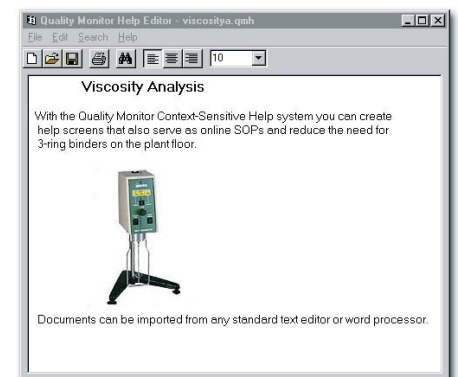 Quality Monitor Help Editor - viscositya.qmh
File Edit Search Help
10
Viscosity Analysis
With the Quality Monitor Context-Sensitive Help system you can create
help screens that also serve as online SOPs and reduce the need for
3-ring binders on the plant floor.
Documents can be imported from any standard text editor or word processor.